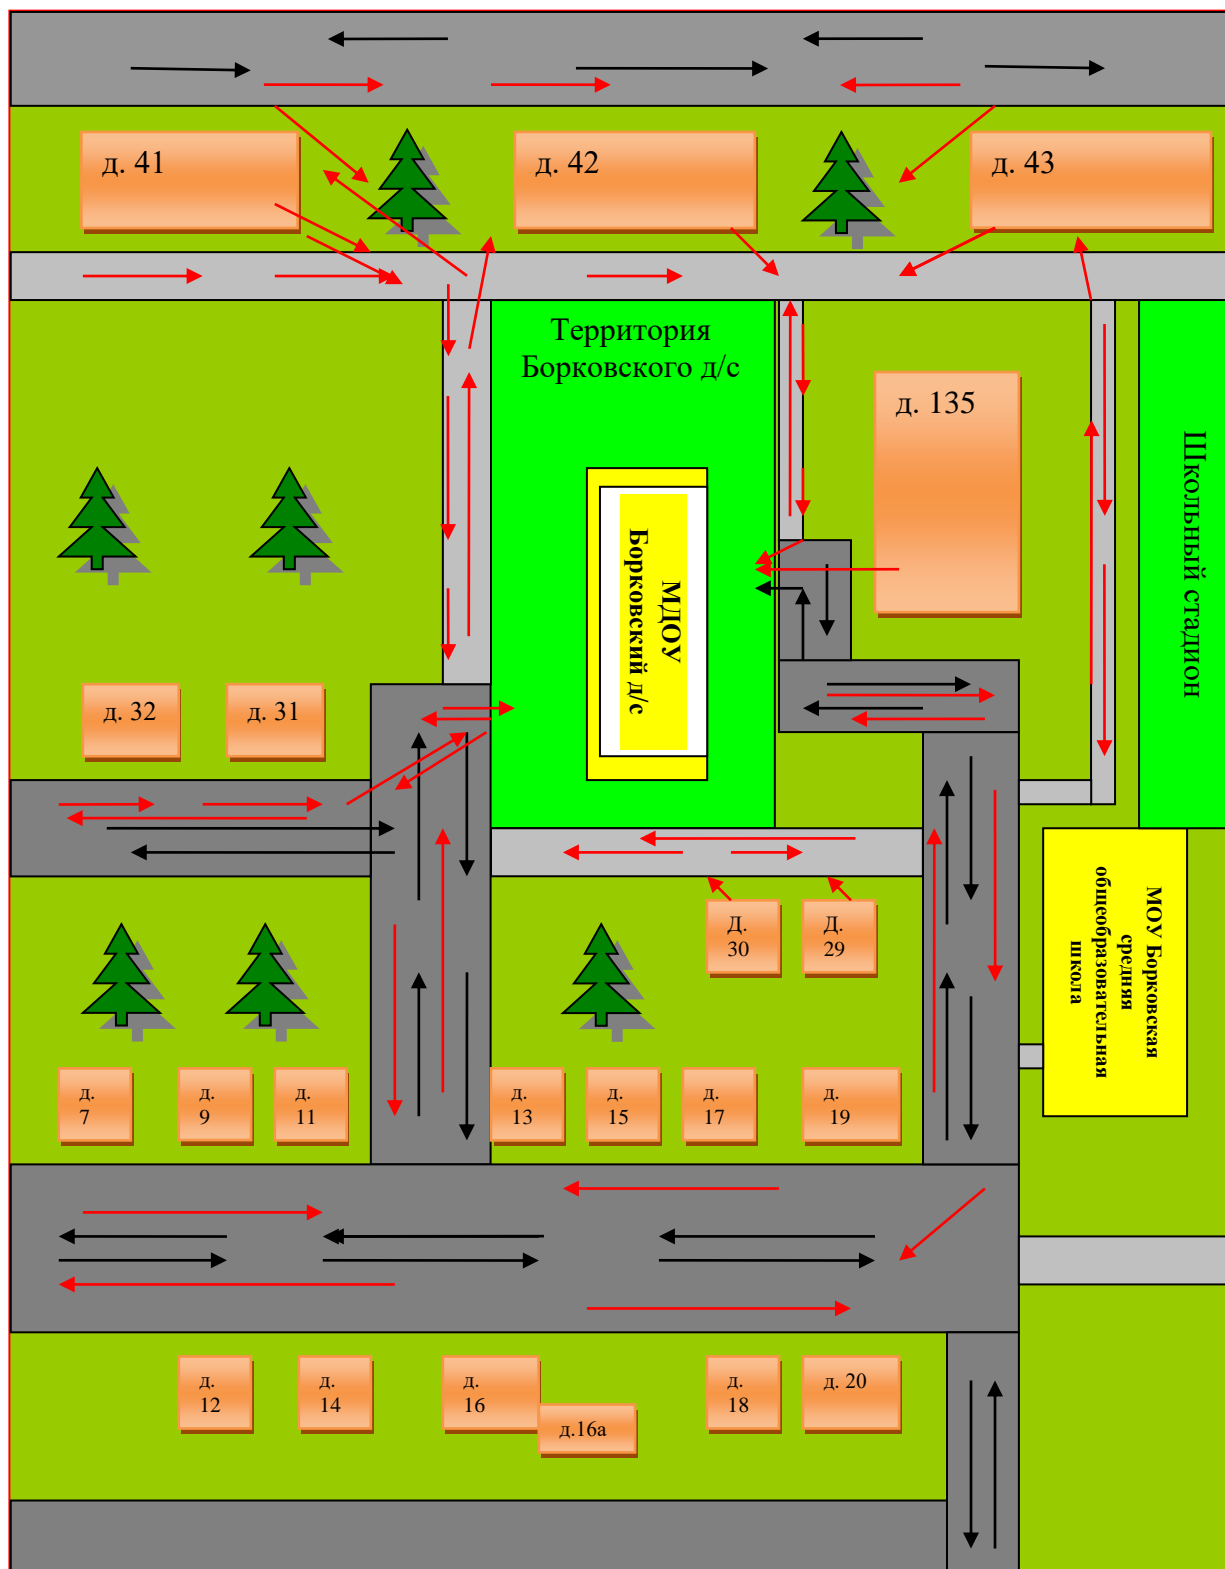 д. 41
д. 42
д. 43
Территория
Борковского д/с
д. 135
Школьный стадион
МДОУ
Борковский д/с
д. 32
д. 31
Д.
30
Д.
29
МОУ Борковская
средняя
общеобразовательная
школа
д.
7
д.
9
д.
11
д.
13
д.
15
д.
17
д.
19
д.
12
д.
14
д.
16
д.16а
д.
18
д. 20